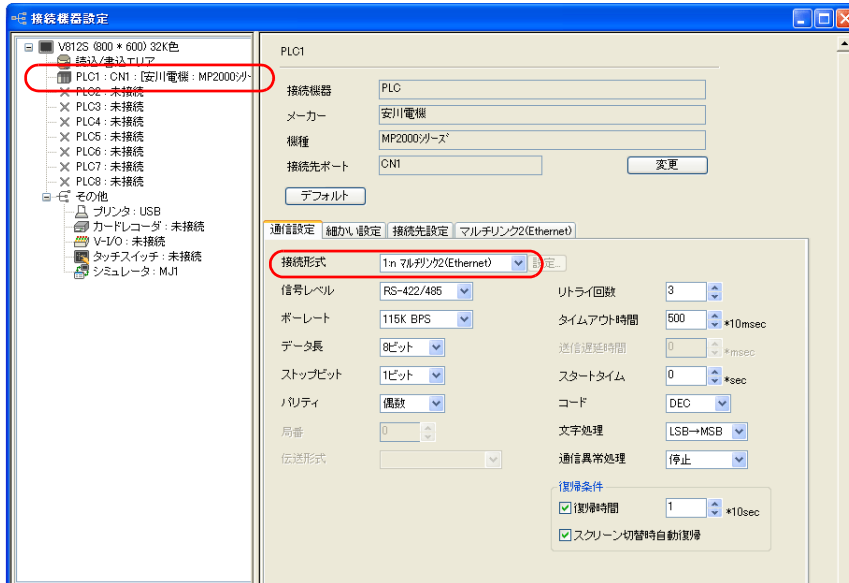 接続機器設定
V812S (800 * 600) 32K色
読込/書込エリア
PLC1 : CN1 : [安川電機 : MP2000ｼﾘｰ
PLC2 : 未接続
PLC3 : 未接続
PLC4 : 未接続
PLC5 : 未接続
PLC6 : 未接続
PLC7 : 未接続
PLC8 : 未接続
その他
プリンタ : USB
カードレコーダ : 未接続
V-I/O : 未接続
タッチスイッチ : 未接続
シミュレータ : MJ1
PLC1
接続機器 PLC
メーカー 安川電機
機種 MP2000ｼﾘｰｽﾞ
接続先ポート CN1 変更
デフォルト
通信設定 細かい設定 接続先設定 マルチリンク2(Ethernet)
接続形式 1:n ﾏﾙﾁﾘﾝｸ2(Ethernet) 設定..
信号レベル RS-422/485 リトライ回数 3
ボーレート 115K BPS タイムアウト時間 500 *10msec
データ長 8ビット 送信遅延時間 0 *msec
ストップビット 1ビット スタートタイム 0 *sec
パリティ 偶数 コード DEC
局番 0 文字処理 LSB→MSB
伝送形式 通信異常処理 停止
復帰条件
復帰時間 1 *10sec
スクリーン切替時自動復帰